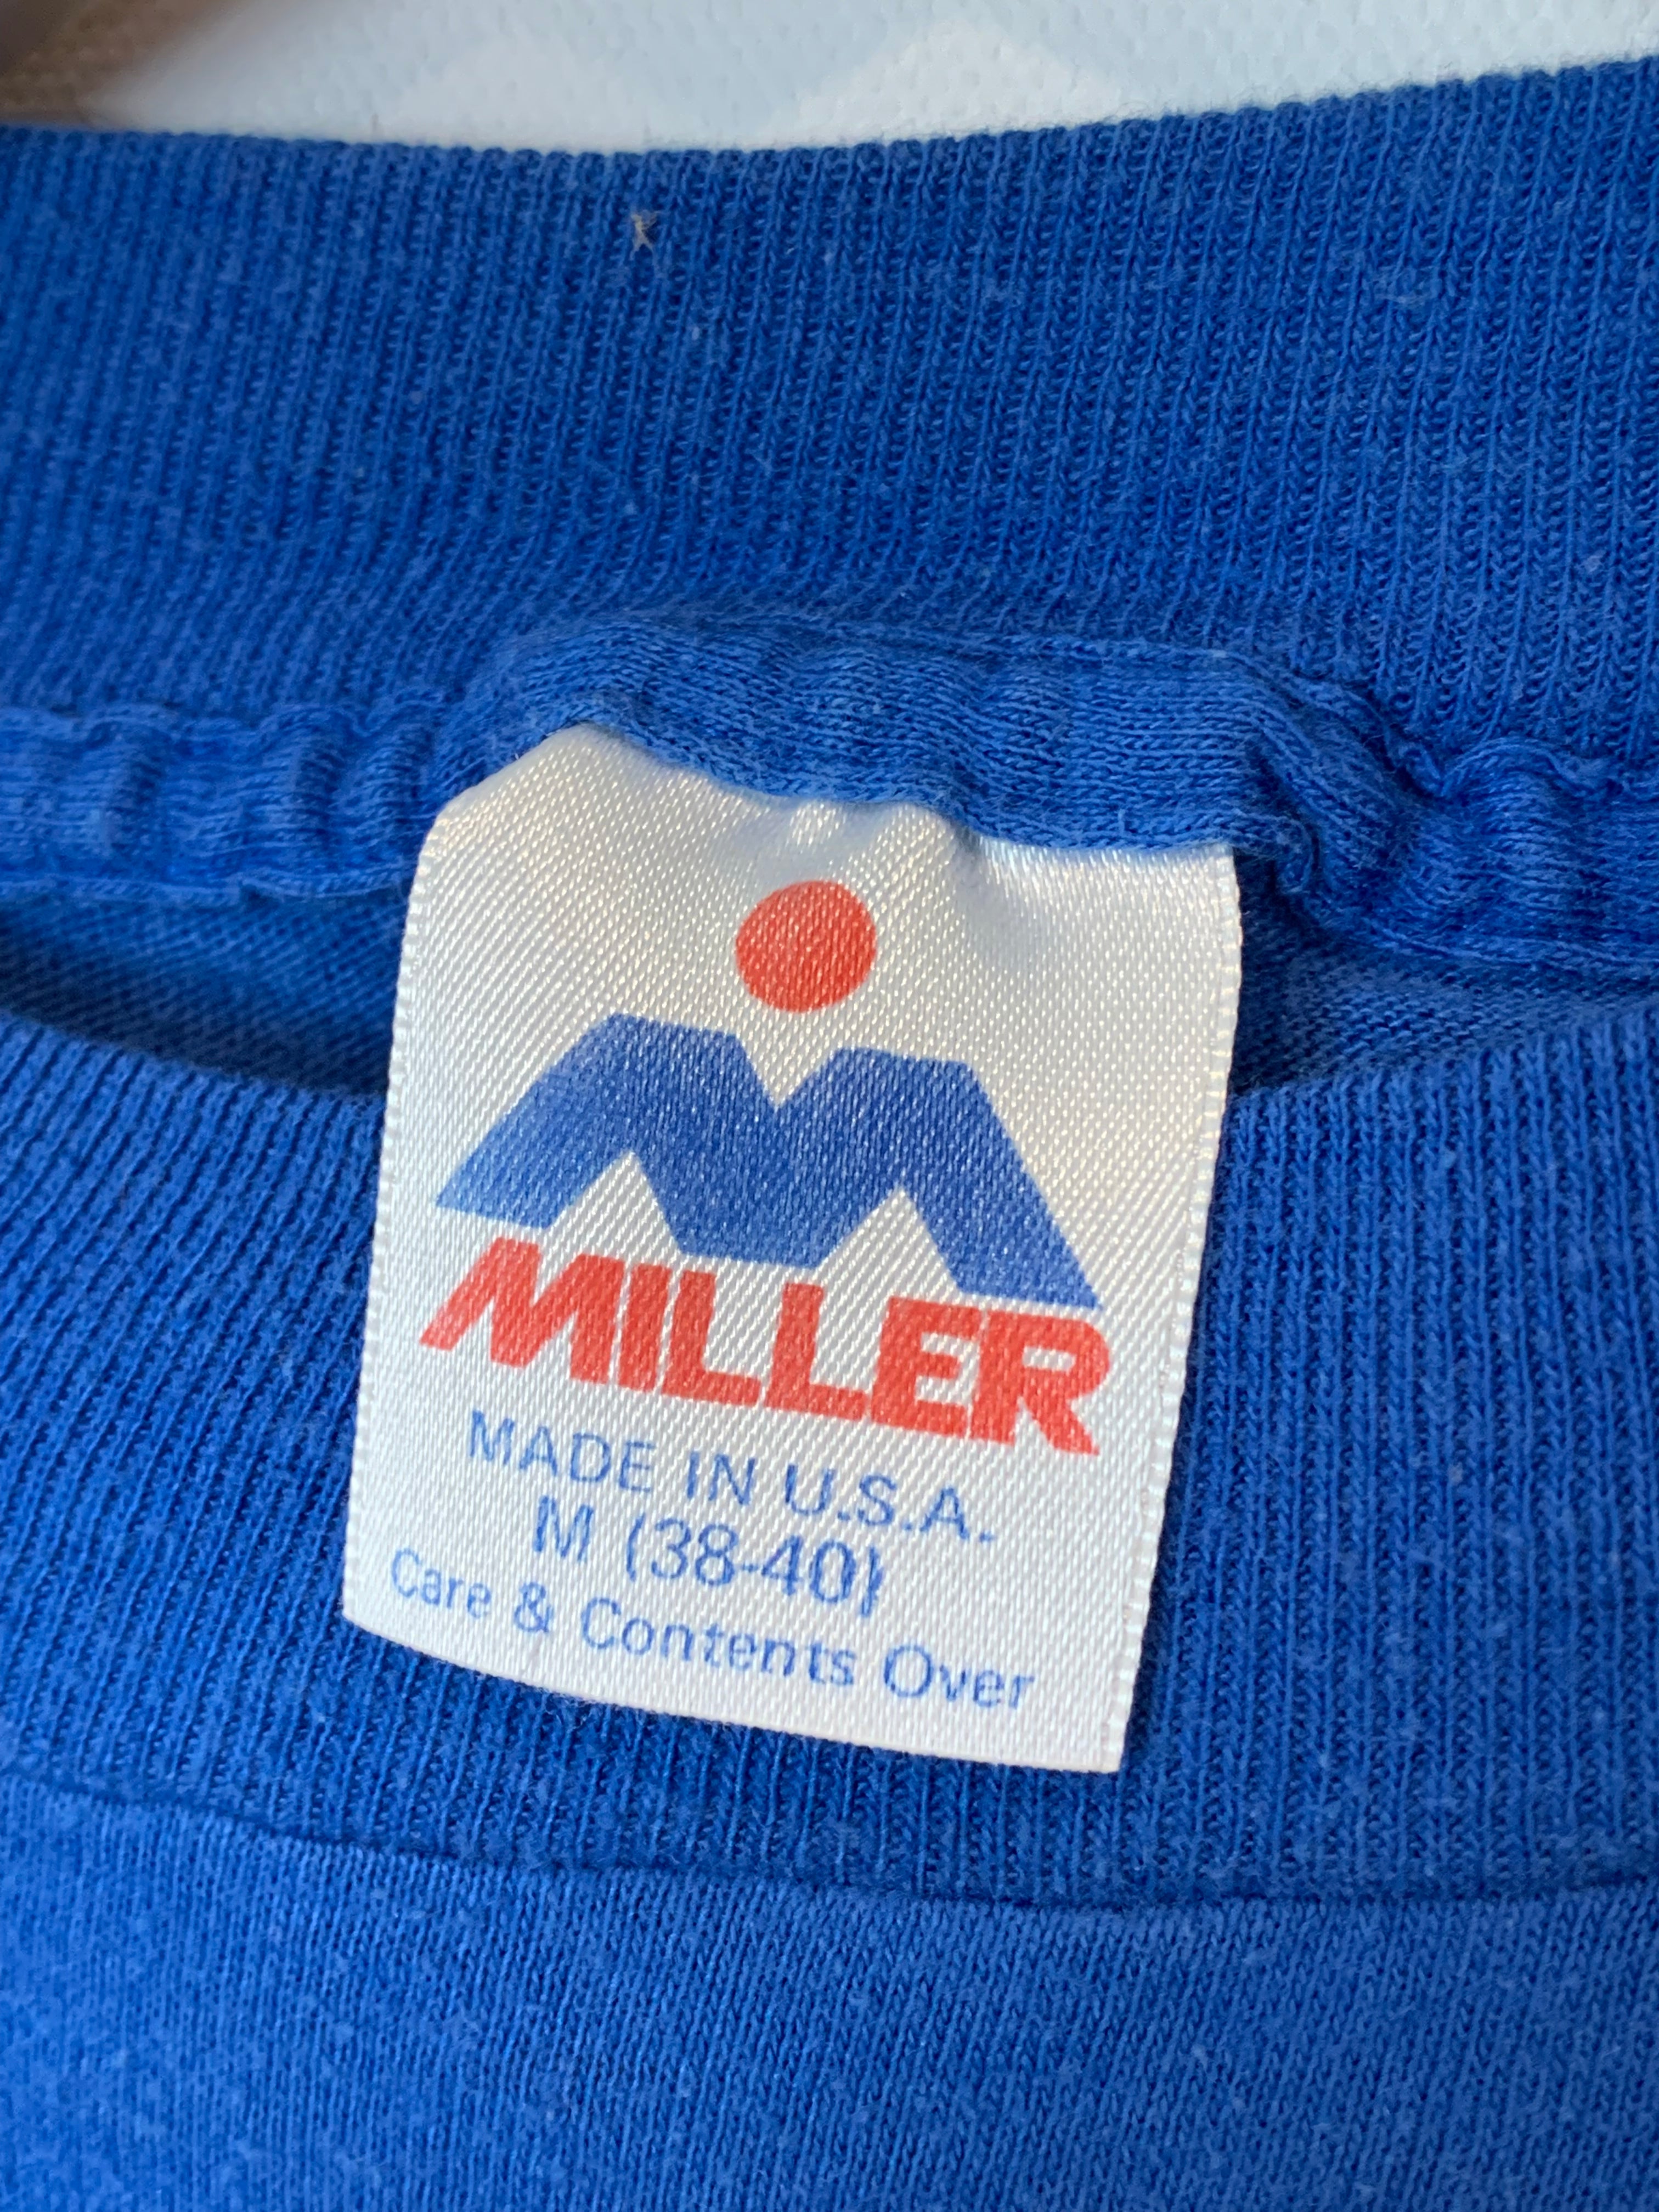 MILLER
MADE IN U.S.A.
M (38-40)
Care & Contents Over